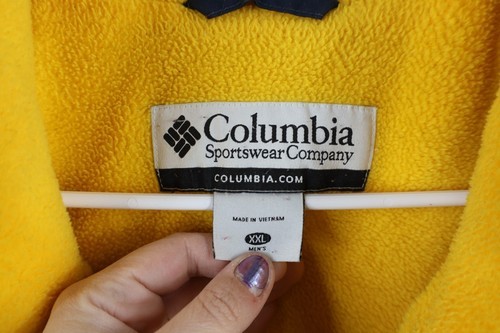 Columbia
Sportswear Company
COLUMBIA.COM
MADE IN VIETNAM
XXL
MEN'S